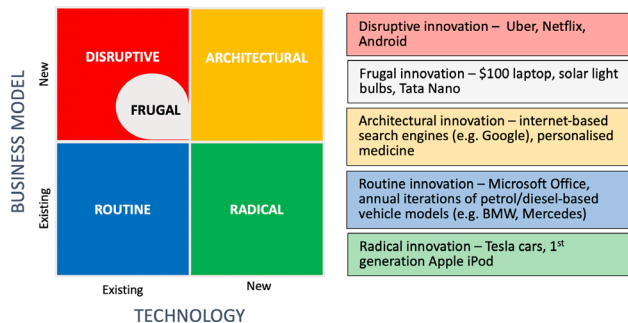 BUSINESS MODEL
New
Existing
DISRUPTIVE
ARCHITECTURAL
FRUGAL
ROUTINE
RADICAL
Existing
New
TECHNOLOGY
Disruptive innovation – Uber, Netflix,
Android
Frugal innovation – $100 laptop, solar light
bulbs, Tata Nano
Architectural innovation – internet-based
search engines (e.g. Google), personalised
medicine
Routine innovation – Microsoft Office,
annual iterations of petrol/diesel-based
vehicle models (e.g. BMW, Mercedes)
Radical innovation – Tesla cars, 1st
generation Apple iPod